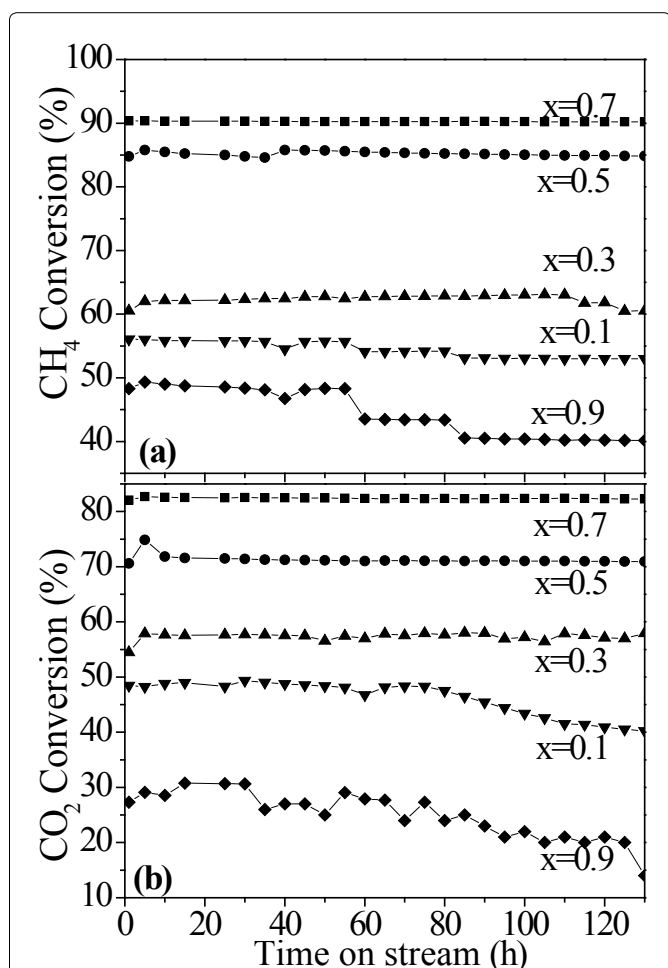 100
90
80
70
60
50
40
CH₄ Conversion (%)
x=0.7
x=0.5
x=0.3
x=0.1
x=0.9
(a)
80
70
60
50
40
30
20
10
CO₂ Conversion (%)
x=0.7
x=0.5
x=0.3
x=0.1
x=0.9
(b)
0 20 40 60 80 100 120
Time on stream (h)